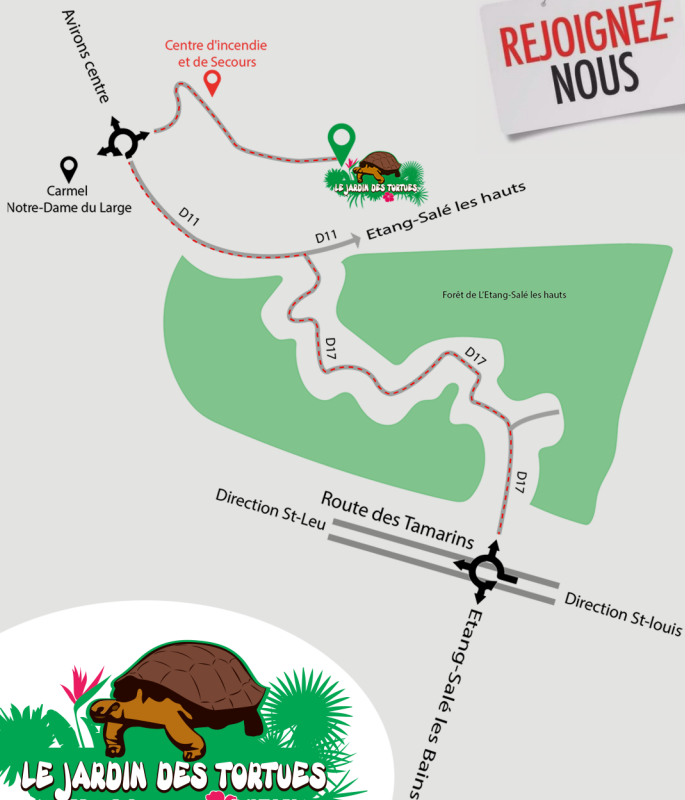 REJOIGNEZ-
NOUS
Avirons centre
Centre d'incendie
et de Secours
LE JARDIN DES TORTUES
Carmel
Notre-Dame du Large
D11
D11
Etang-Salé les hauts
Forêt de L'Etang-Salé les hauts
D17
D17
D17
Route des Tamarins
Direction St-Leu
Direction St-louis
Etang-Salé les Bains
LE JARDIN DES TORTUES